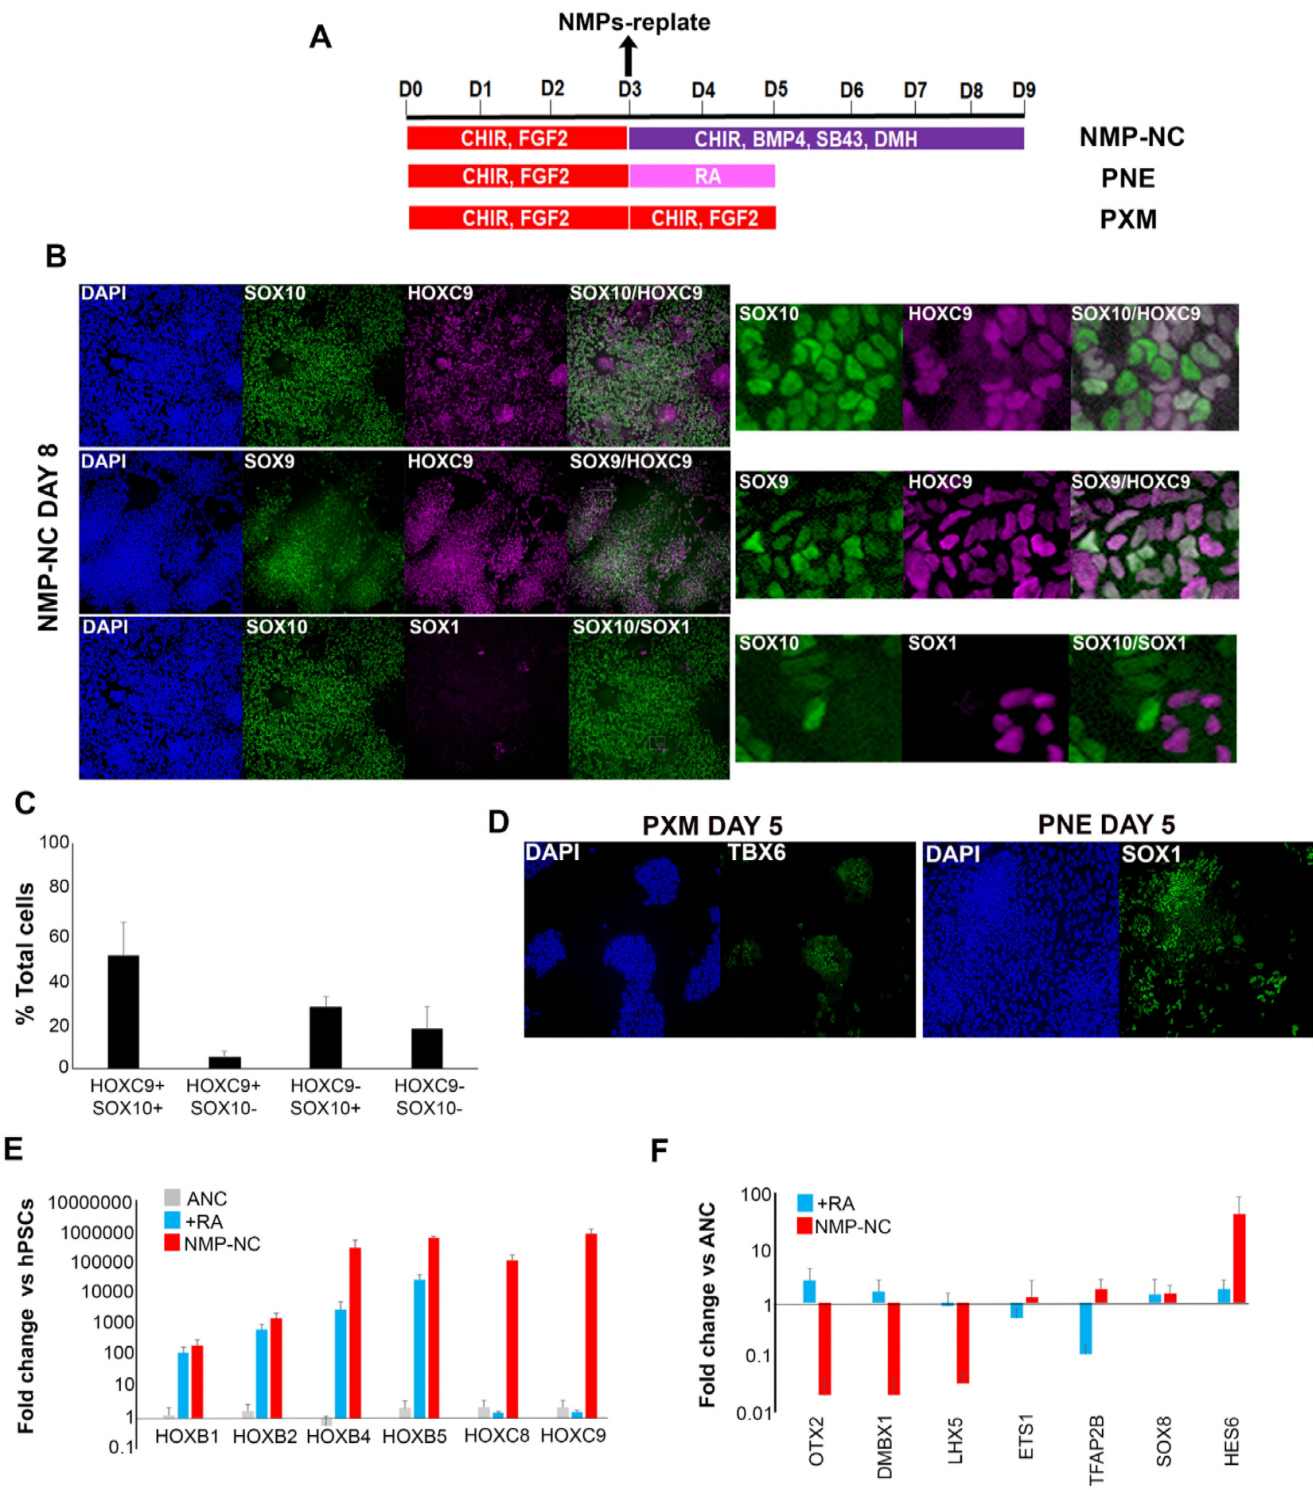 A
NMPs-replate
D0 D1 D2 D3 D4 D5 D6 D7 D8 D9
CHIR, FGF2 CHIR, BMP4, SB43, DMH NMP-NC
CHIR, FGF2 RA PNE
CHIR, FGF2 CHIR, FGF2 PXM
B
NMP-NC DAY 8
DAPI SOX10 HOXC9 SOX10/HOXC9
SOX10 HOXC9 SOX10/HOXC9
DAPI SOX9 HOXC9 SOX9/HOXC9
SOX9 HOXC9 SOX9/HOXC9
DAPI SOX10 SOX1 SOX10/SOX1
SOX10 SOX1 SOX10/SOX1
C
% Total cells
100
80
60
40
20
0
HOXC9+ HOXC9+ HOXC9- HOXC9-
SOX10+ SOX10- SOX10+ SOX10-
D
PXM DAY 5 PNE DAY 5
DAPI TBX6 DAPI SOX1
E
Fold change vs hPSCs
10000000
1000000
100000
10000
1000
100
10
1
0.1
ANC
+RA
NMP-NC
HOXB1 HOXB2 HOXB4 HOXB5 HOXC8 HOXC9
F
Fold change vs ANC
100
10
1
0.1
0.01
+RA
NMP-NC
OTX2
DMBX1
LHX5
ETS1
TFAP2B
SOX8
HES6